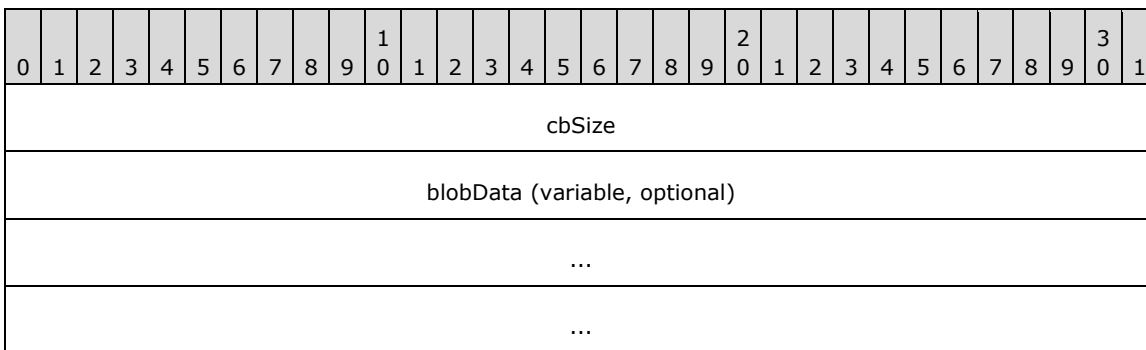 1 2 3
0 1 2 3 4 5 6 7 8 9 0 1 2 3 4 5 6 7 8 9 0 1 2 3 4 5 6 7 8 9 0 1
cbSize
blobData (variable, optional)
...
...